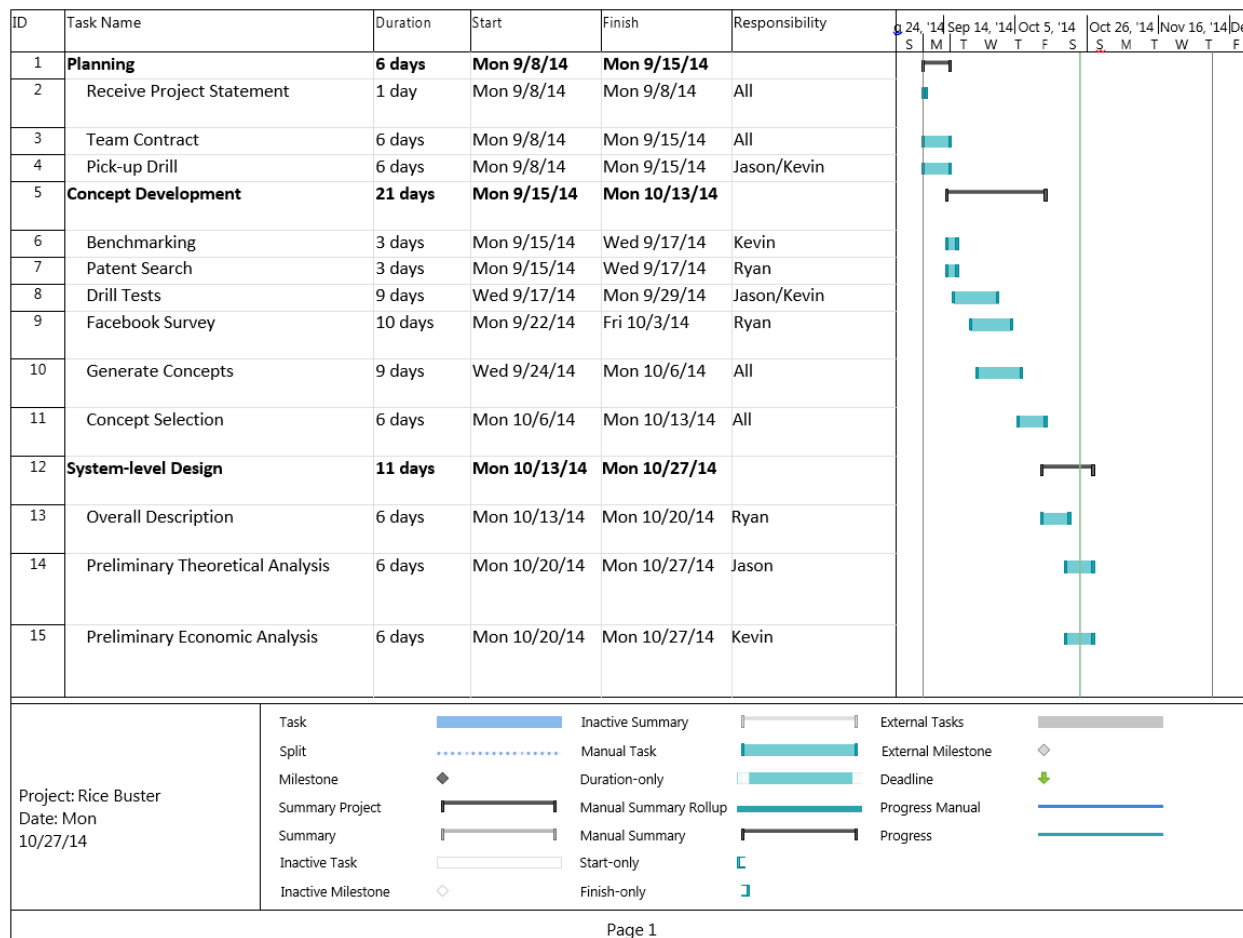 ID Task Name Duration Start Finish Responsibility
g 24, '14 Sep 14, '14 Oct 5, '14 Oct 26, '14 Nov 16, '14 De
S M T W T F S S M T W T F
1 Planning 6 days Mon 9/8/14 Mon 9/15/14
2 Receive Project Statement 1 day Mon 9/8/14 Mon 9/8/14 All
3 Team Contract 6 days Mon 9/8/14 Mon 9/15/14 All
4 Pick-up Drill 6 days Mon 9/8/14 Mon 9/15/14 Jason/Kevin
5 Concept Development 21 days Mon 9/15/14 Mon 10/13/14
6 Benchmarking 3 days Mon 9/15/14 Wed 9/17/14 Kevin
7 Patent Search 3 days Mon 9/15/14 Wed 9/17/14 Ryan
8 Drill Tests 9 days Wed 9/17/14 Mon 9/29/14 Jason/Kevin
9 Facebook Survey 10 days Mon 9/22/14 Fri 10/3/14 Ryan
10 Generate Concepts 9 days Wed 9/24/14 Mon 10/6/14 All
11 Concept Selection 6 days Mon 10/6/14 Mon 10/13/14 All
12 System-level Design 11 days Mon 10/13/14 Mon 10/27/14
13 Overall Description 6 days Mon 10/13/14 Mon 10/20/14 Ryan
14 Preliminary Theoretical Analysis 6 days Mon 10/20/14 Mon 10/27/14 Jason
15 Preliminary Economic Analysis 6 days Mon 10/20/14 Mon 10/27/14 Kevin
Project: Rice Buster
Date: Mon
10/27/14
Task Inactive Summary External Tasks
Split Manual Task External Milestone
Milestone Duration-only Deadline
Summary Project Manual Summary Rollup Progress Manual
Summary Manual Summary Progress
Inactive Task Start-only
Inactive Milestone Finish-only
Page 1